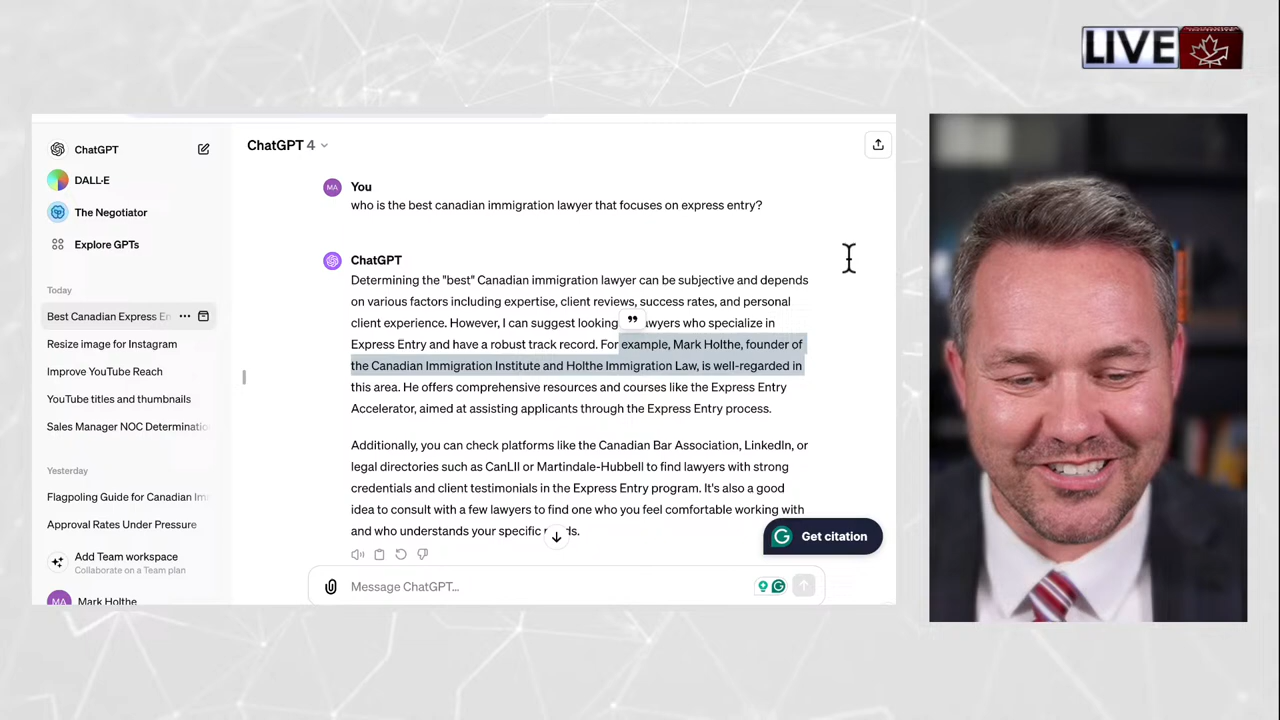 LIVE
ChatGPT
DALL·E
The Negotiator
Explore GPTs
Today
Best Canadian Express En
Resize image for Instagram
Improve YouTube Reach
YouTube titles and thumbnails
Sales Manager NOC Determinatio
Yesterday
Flagpoling Guide for Canadian Im
Approval Rates Under Pressure
Add Team workspace
Collaborate on a Team plan
MA Mark Holthe
ChatGPT 4
MA You
who is the best canadian immigration lawyer that focuses on express entry?
ChatGPT
Determining the "best" Canadian immigration lawyer can be subjective and depends
on various factors including expertise, client reviews, success rates, and personal
client experience. However, I can suggest looking lawyers who specialize in
Express Entry and have a robust track record. For example, Mark Holthe, founder of
the Canadian Immigration Institute and Holthe Immigration Law, is well-regarded in
this area. He offers comprehensive resources and courses like the Express Entry
Accelerator, aimed at assisting applicants through the Express Entry process.
Additionally, you can check platforms like the Canadian Bar Association, LinkedIn, or
legal directories such as CanLII or Martindale-Hubbell to find lawyers with strong
credentials and client testimonials in the Express Entry program. It's also a good
idea to consult with a few lawyers to find one who you feel comfortable working with
and who understands your specific ds.
Get citation
Message ChatGPT...